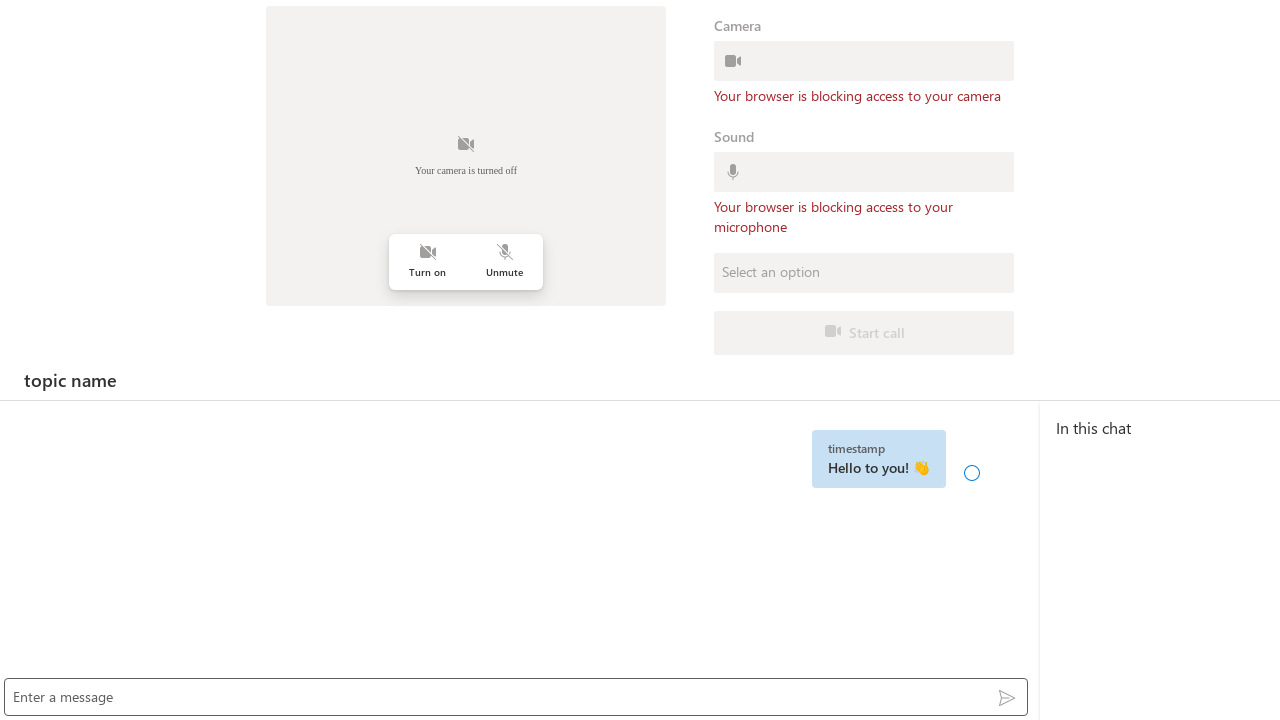 Camera
Your browser is blocking access to your camera
Your camera is turned off
Sound
Your browser is blocking access to your
microphone
Turn on
Unmute
Select an option
Start call
topic name
timestamp
Hello to you! 👋
In this chat
Enter a message